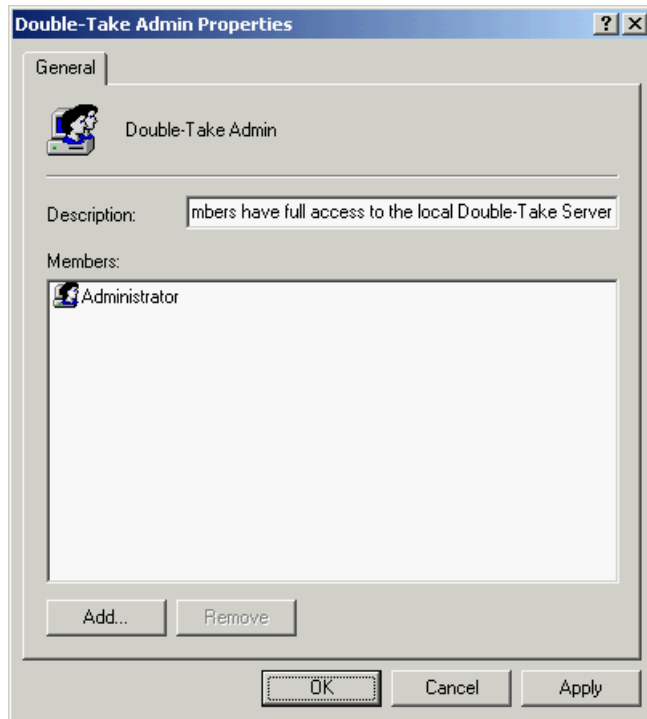 Double-Take Admin Properties
General
Double-Take Admin
Description: mbers have full access to the local Double-Take Server
Members:
Administrator
Add... Remove
OK Cancel Apply